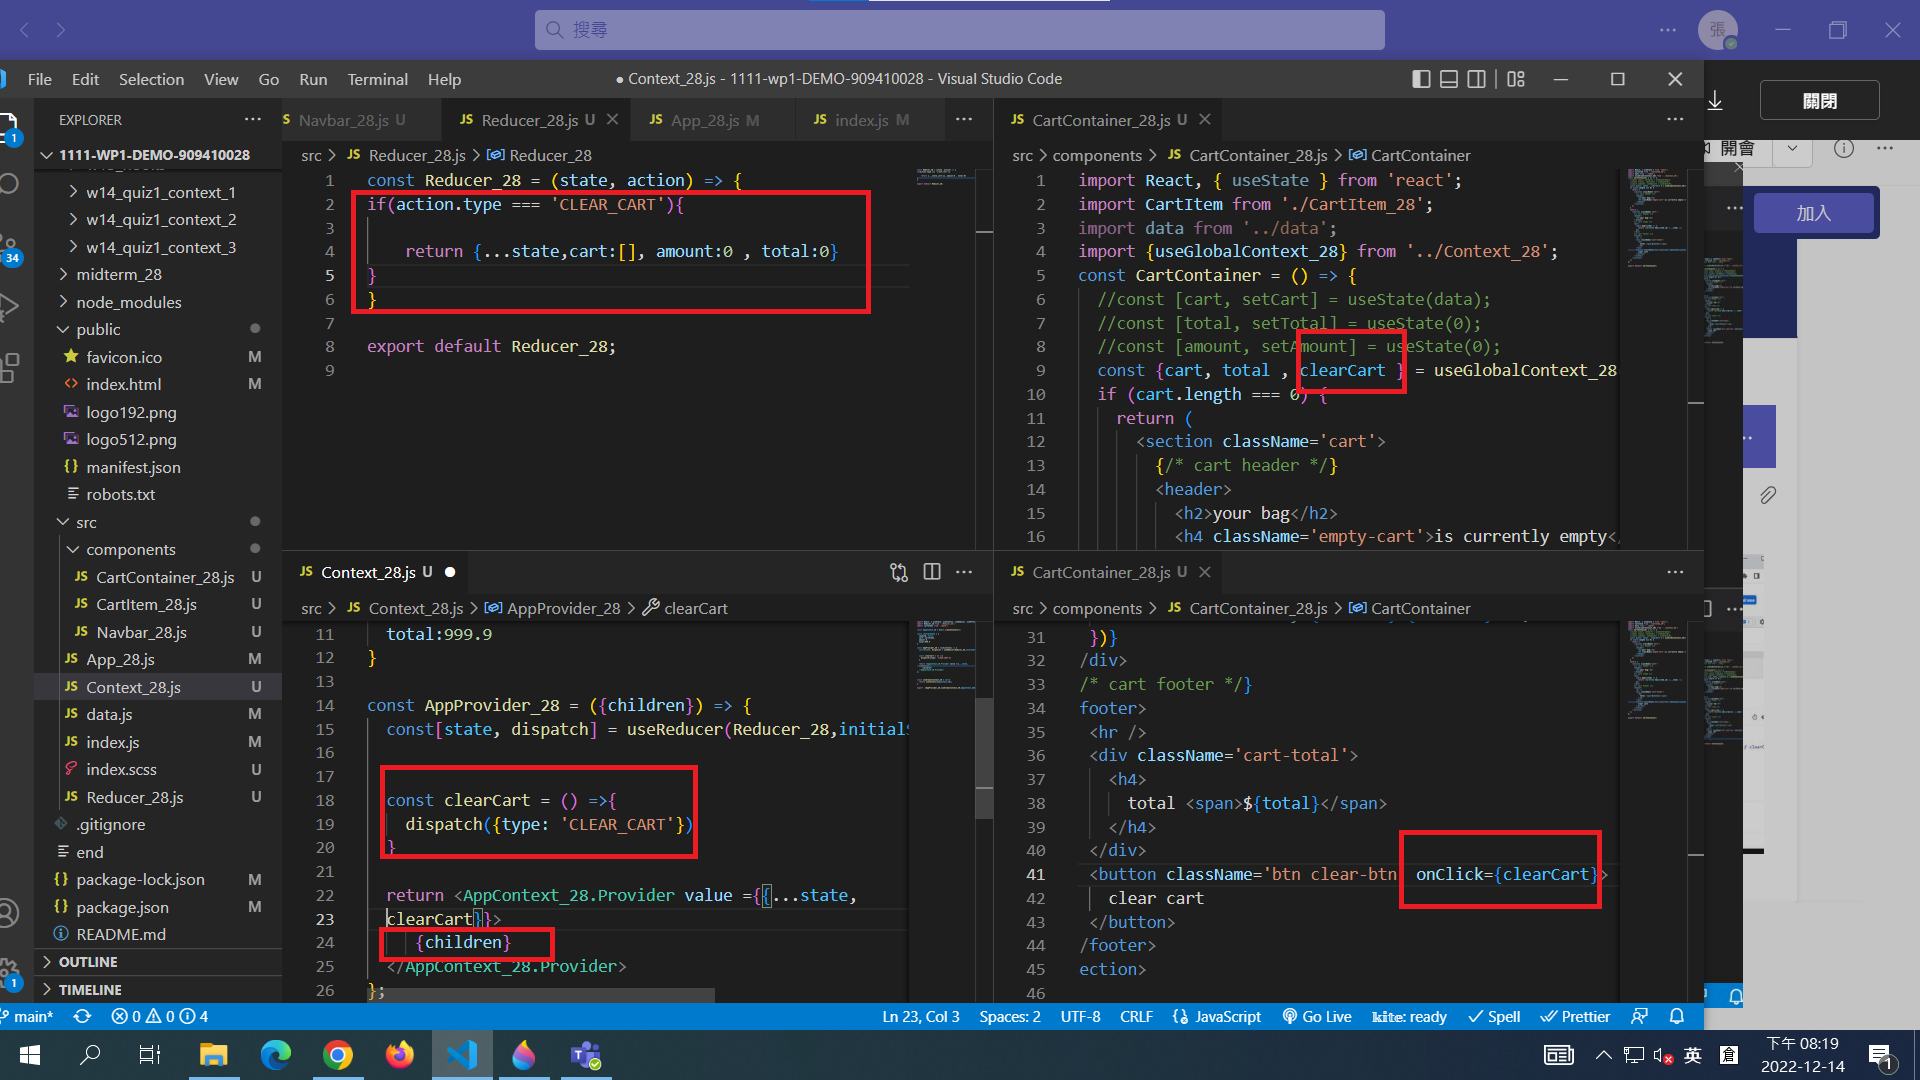 搜尋
張
File Edit Selection View Go Run Terminal Help
● Context_28.js - 1111-wp1-DEMO-909410028 - Visual Studio Code
關閉
開會
加入
EXPLORER
1111-WP1-DEMO-909410028
w14_quiz1_context_1
w14_quiz1_context_2
w14_quiz1_context_3
midterm_28
node_modules
public
favicon.ico M
index.html M
logo192.png
logo512.png
manifest.json
robots.txt
src
components
CartContainer_28.js U
CartItem_28.js U
Navbar_28.js U
App_28.js M
Context_28.js U
data.js M
index.js M
index.scss U
Reducer_28.js U
.gitignore
end
package-lock.json M
package.json M
README.md
OUTLINE
TIMELINE
JS Navbar_28.js U
JS Reducer_28.js U
JS App_28.js M
JS index.js M
src > JS Reducer_28.js > Reducer_28
1 const Reducer_28 = (state, action) => {
2 if(action.type === 'CLEAR_CART'){
3
4 return {...state,cart:[], amount:0 , total:0}
5 }
6 }
7
8 export default Reducer_28;
9
JS CartContainer_28.js U
src > components > JS CartContainer_28.js > CartContainer
1 import React, { useState } from 'react';
2 import CartItem from './CartItem_28';
3 import data from '../data';
4 import {useGlobalContext_28} from '../Context_28';
5 const CartContainer = () => {
6 //const [cart, setCart] = useState(data);
7 //const [total, setTotal] = useState(0);
8 //const [amount, setAmount] = useState(0);
9 const {cart, total , clearCart } = useGlobalContext_28
10 if (cart.length === 0) {
11 return (
12 <section className='cart'>
13 {/* cart header */}
14 <header>
15 <h2>your bag</h2>
16 <h4 className='empty-cart'>is currently empty</
JS Context_28.js U ●
src > JS Context_28.js > AppProvider_28 > clearCart
11 total:999.9
12 }
13
14 const AppProvider_28 = ({children}) => {
15 const[state, dispatch] = useReducer(Reducer_28,initialS
16
17
18 const clearCart = () =>{
19 dispatch({type: 'CLEAR_CART'})
20 }
21
22 return <AppContext_28.Provider value ={{...state,
23 clearCart}}>
24 {children}
25 </AppContext_28.Provider>
26 };
JS CartContainer_28.js U
src > components > JS CartContainer_28.js > CartContainer
31 })}
32 /div>
33 /* cart footer */}
34 footer>
35 <hr />
36 <div className='cart-total'>
37 <h4>
38 total <span>${total}</span>
39 </h4>
40 </div>
41 <button className='btn clear-btn onClick={clearCart}>
42 clear cart
43 </button>
44 /footer>
45 ection>
46
main* 0 0 4
Ln 23, Col 3 Spaces: 2 UTF-8 CRLF JavaScript Go Live kite: ready Spell Prettier
英
倉
下午 08:19
2022-12-14
1